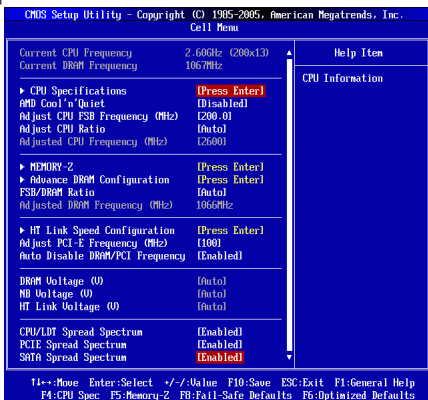 CMOS Setup Utility - Copyright (C) 1985-2005, American Megatrends, Inc.
Cell Menu
Current CPU Frequency 2.60GHz (200x13)
Current DRAM Frequency 1067MHz
Help Item
CPU Information
▶ CPU Specifications [Press Enter]
AMD Cool'n'Quiet [Disabled]
Adjust CPU FSB Frequency (MHz) [200.0]
Adjust CPU Ratio [Auto]
Adjusted CPU Frequency (MHz) [2600]
▶ MEMORY-Z [Press Enter]
▶ Advance DRAM Configuration [Press Enter]
FSB/DRAM Ratio [Auto]
Adjusted DRAM Frequency (MHz) 1066MHz
▶ HT Link Speed Configuration [Press Enter]
Adjust PCI-E Frequency (MHz) [100]
Auto Disable DRAM/PCI Frequency [Enabled]
DRAM Voltage (V) [Auto]
NB Voltage (V) [Auto]
HT Link Voltage (V) [Auto]
CPU/LDT Spread Spectrum [Enabled]
PCIE Spread Spectrum [Enabled]
SATA Spread Spectrum [Enabled]
↑↓↔:Move Enter:Select +/-/:Value F10:Save ESC:Exit F1:General Help
F4:CPU Spec F5:Memory-Z F8:Fail-Safe Defaults F6:Optimized Defaults